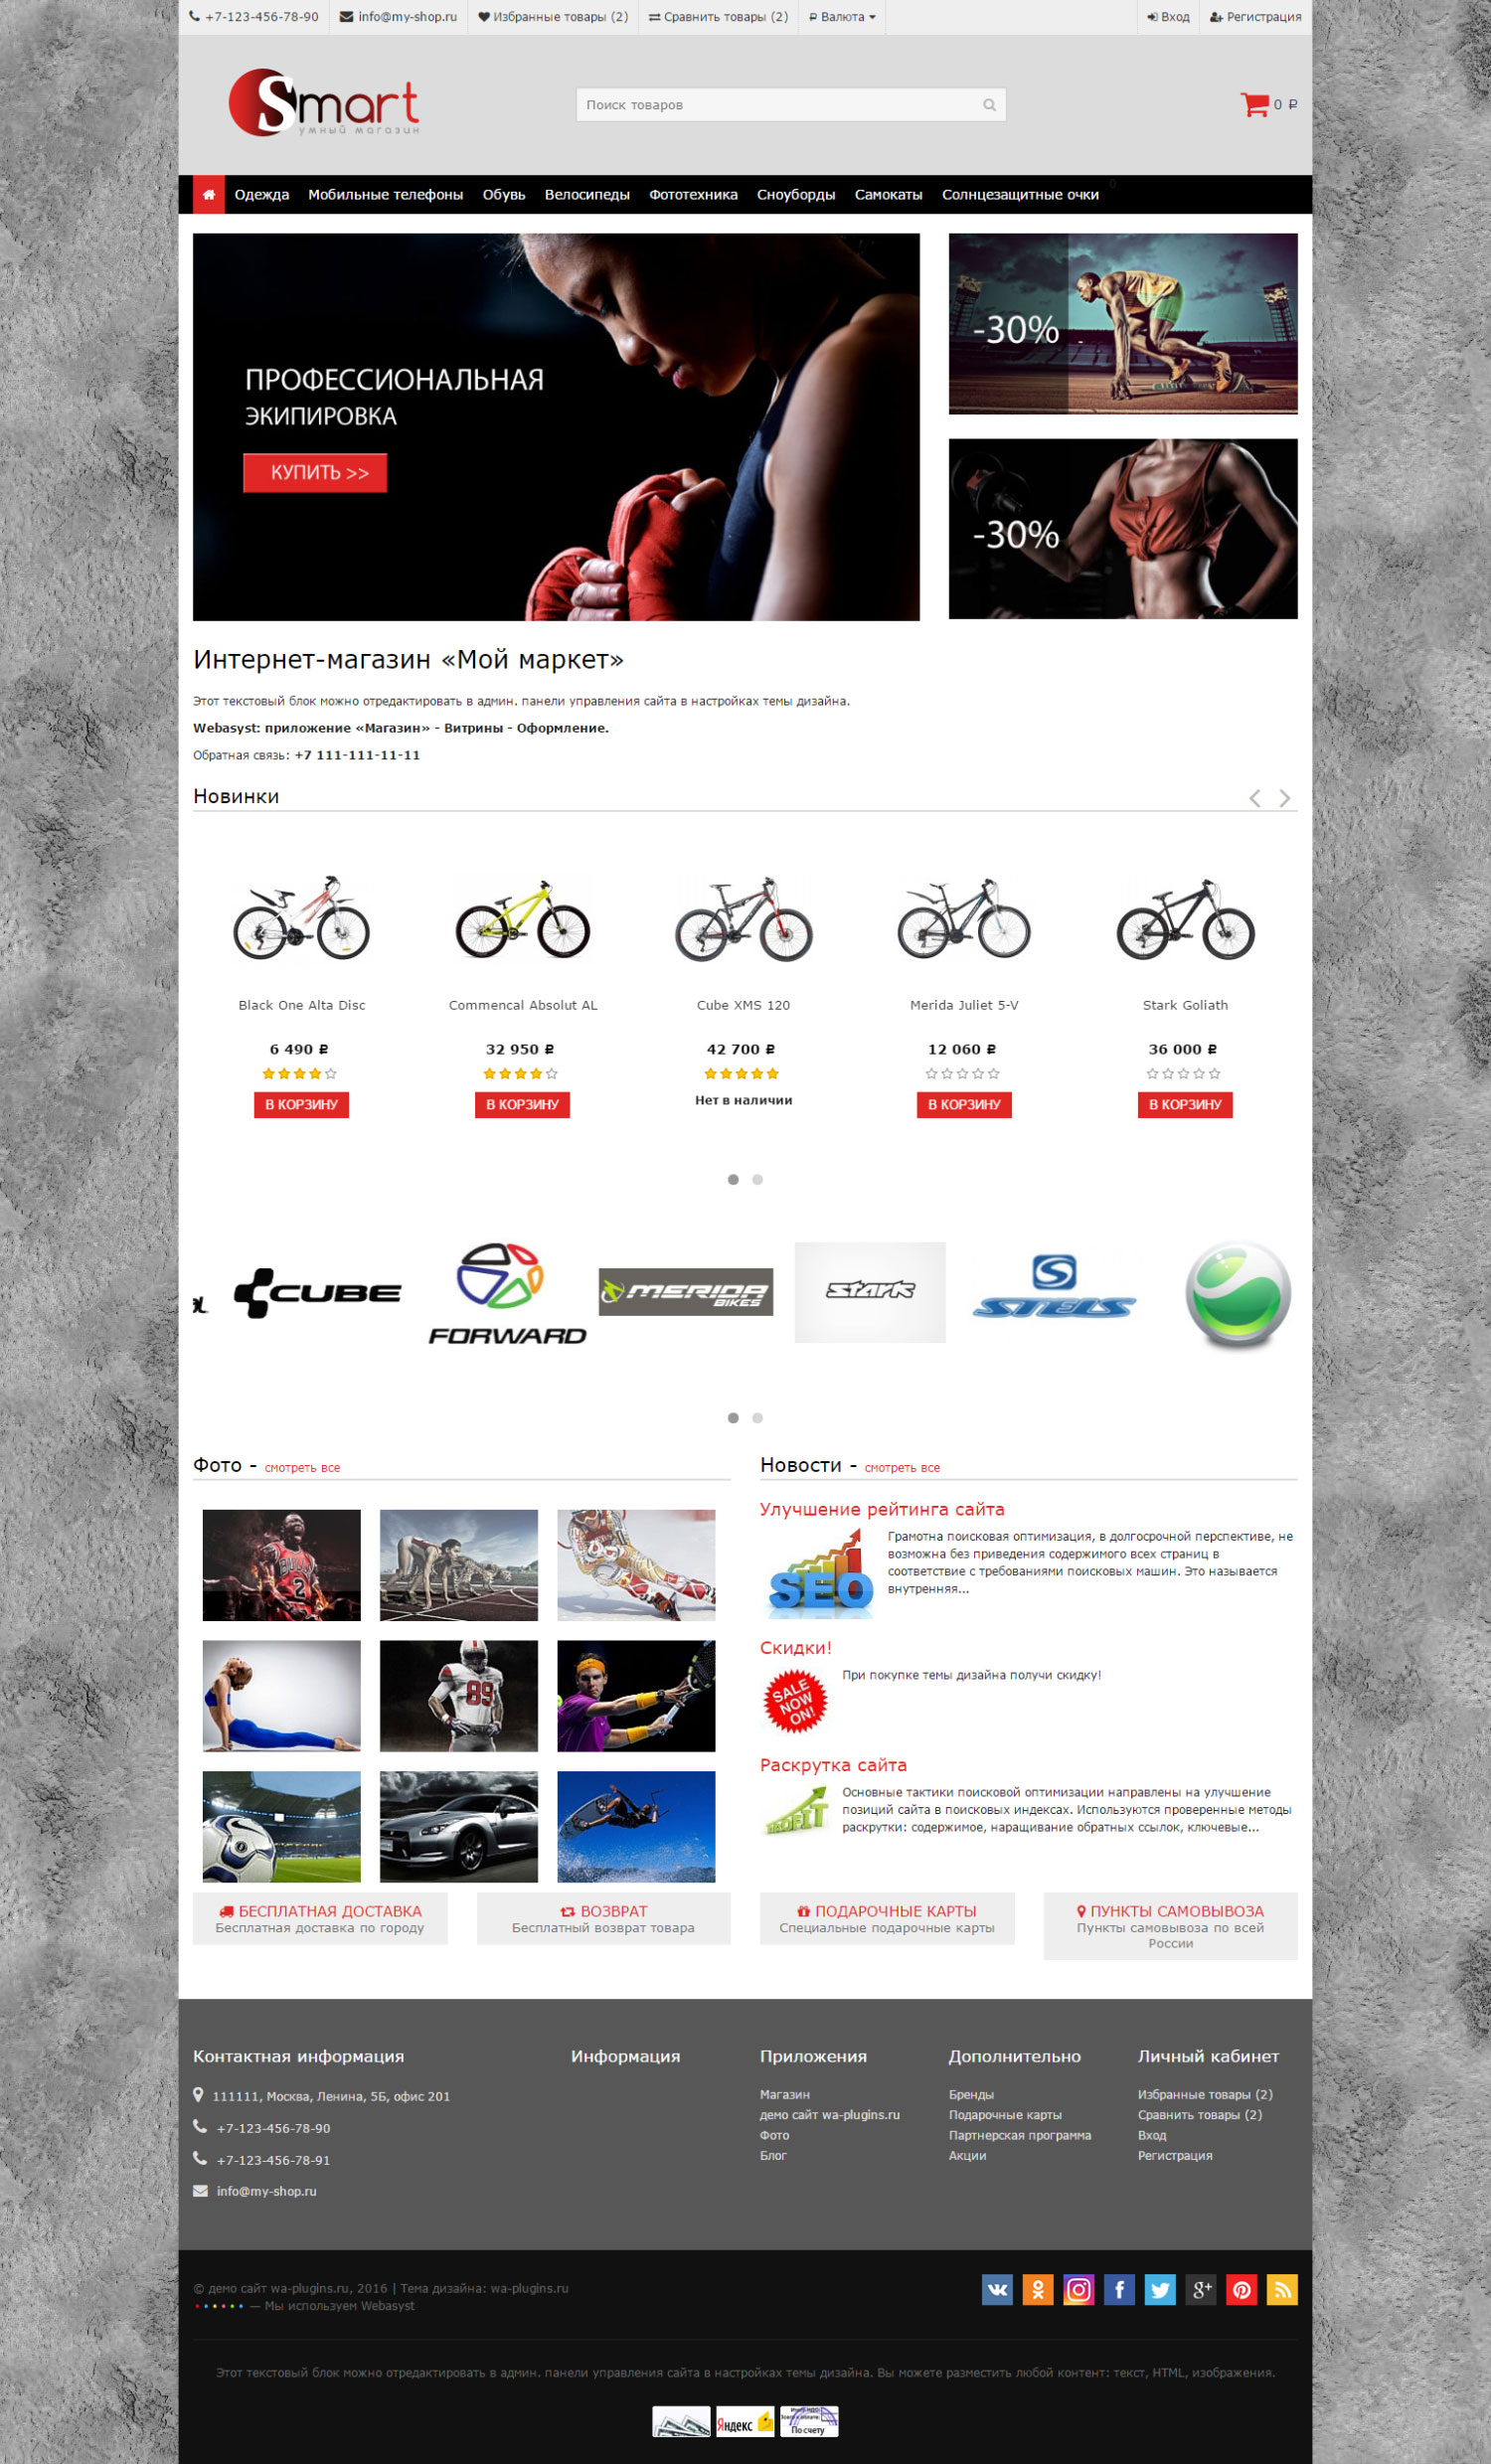 +7-123-456-78-90 info@my-shop.ru Избранные товары (2) Сравнить товары (2) ₽ Валюта Вход Регистрация
Smart
умный магазин
Поиск товаров
0 ₽
Одежда Мобильные телефоны Обувь Велосипеды Фототехника Сноуборды Самокаты Солнцезащитные очки
ПРОФЕССИОНАЛЬНАЯ
ЭКИПИРОВКА
КУПИТЬ >>
-30% -
-30%
Интернет-магазин «Мой маркет»
Этот текстовый блок можно отредактировать в админ. панели управления сайта в настройках темы дизайна.
Webasyst: приложение «Магазин» - Витрины - Оформление.
Обратная связь: +7 111-111-11-11
Новинки
Black One Alta Disc Commencal Absolut AL Cube XMS 120 Merida Juliet 5-V Stark Goliath
6 490 ₽ 32 950 ₽ 42 700 ₽ 12 060 ₽ 36 000 ₽
В КОРЗИНУ В КОРЗИНУ Нет в наличии В КОРЗИНУ В КОРЗИНУ
CUBE
FORWARD
MERIDA
BIKES
STARK
S
STELS
Фото - смотреть все
BULLS
2
89
Новости - смотреть все
Улучшение рейтинга сайта
SEO
Грамотна поисковая оптимизация, в долгосрочной перспективе, не
возможна без приведения содержимого всех страниц в
соответствие с требованиями поисковых машин. Это называется
внутренняя...
Скидки!
SALE
NOW
ON!
При покупке темы дизайна получи скидку!
Раскрутка сайта
PROFIT
Основные тактики поисковой оптимизации направлены на улучшение
позиций сайта в поисковых индексах. Используются проверенные методы
раскрутки: содержимое, наращивание обратных ссылок, ключевые...
БЕСПЛАТНАЯ ДОСТАВКА
Бесплатная доставка по городу
ВОЗВРАТ
Бесплатный возврат товара
ПОДАРОЧНЫЕ КАРТЫ
Специальные подарочные карты
ПУНКТЫ САМОВЫВОЗА
Пункты самовывоза по всей
России
Контактная информация
111111, Москва, Ленина, 5Б, офис 201
+7-123-456-78-90
+7-123-456-78-91
info@my-shop.ru
Информация
Приложения
Магазин
демо сайт wa-plugins.ru
Фото
Блог
Дополнительно
Бренды
Подарочные карты
Партнерская программа
Акции
Личный кабинет
Избранные товары (2)
Сравнить товары (2)
Вход
Регистрация
© демо сайт wa-plugins.ru, 2016 | Тема дизайна: wa-plugins.ru
— Мы используем Webasyst
Этот текстовый блок можно отредактировать в админ. панели управления сайта в настройках темы дизайна. Вы можете разместить любой контент: текст, HTML, изображения.
Яндекс
По счету